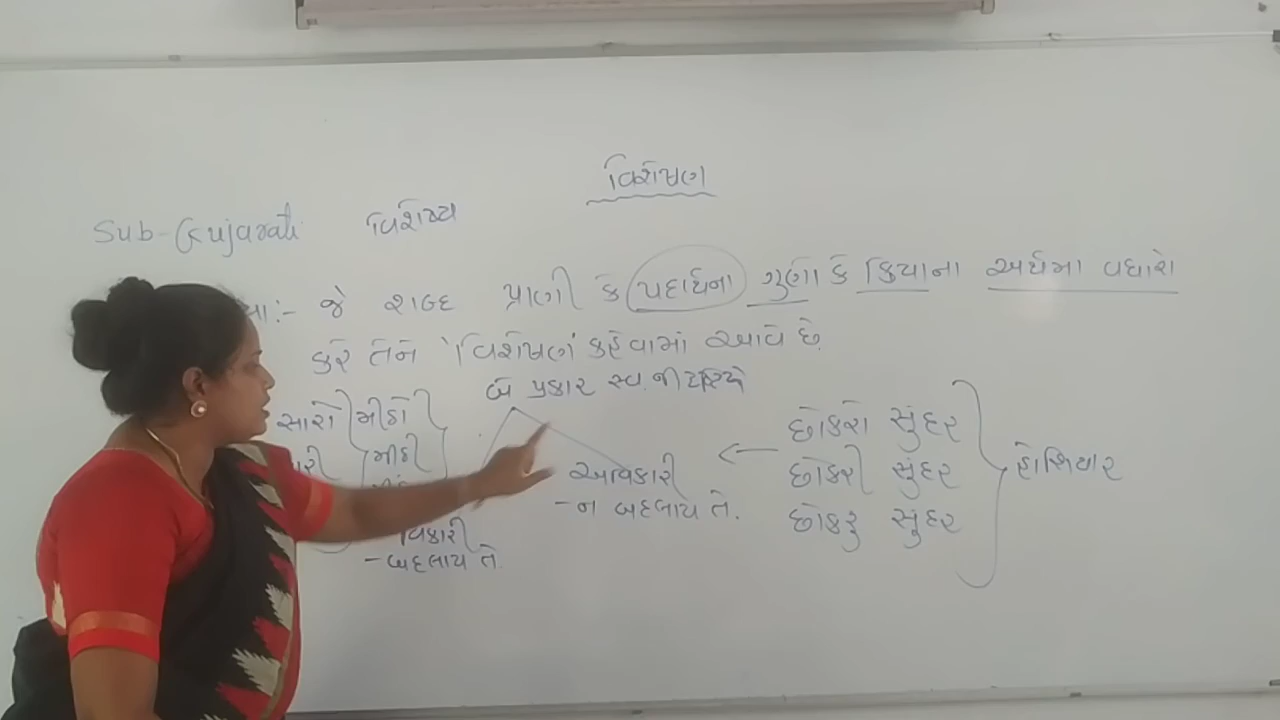 વિશેષણ
Sub-Gujarati વિશેષ્ય
જે શબ્દ પ્રાણી કે પદાર્થના ગુણ કે ક્રિયાના અર્થમા વધારો
કરે તેને 'વિશેષણ' કહેવામાં આવે છે.
બે પ્રકાર
સારો મીઠો
મીઠી
છોકરો સુંદર
છોકરી સુંદર
છોકરુ સુંદર
હોશિયાર
અવિકારી
-ન બદલાય તે.
વિકારી
-બદલાય તે.